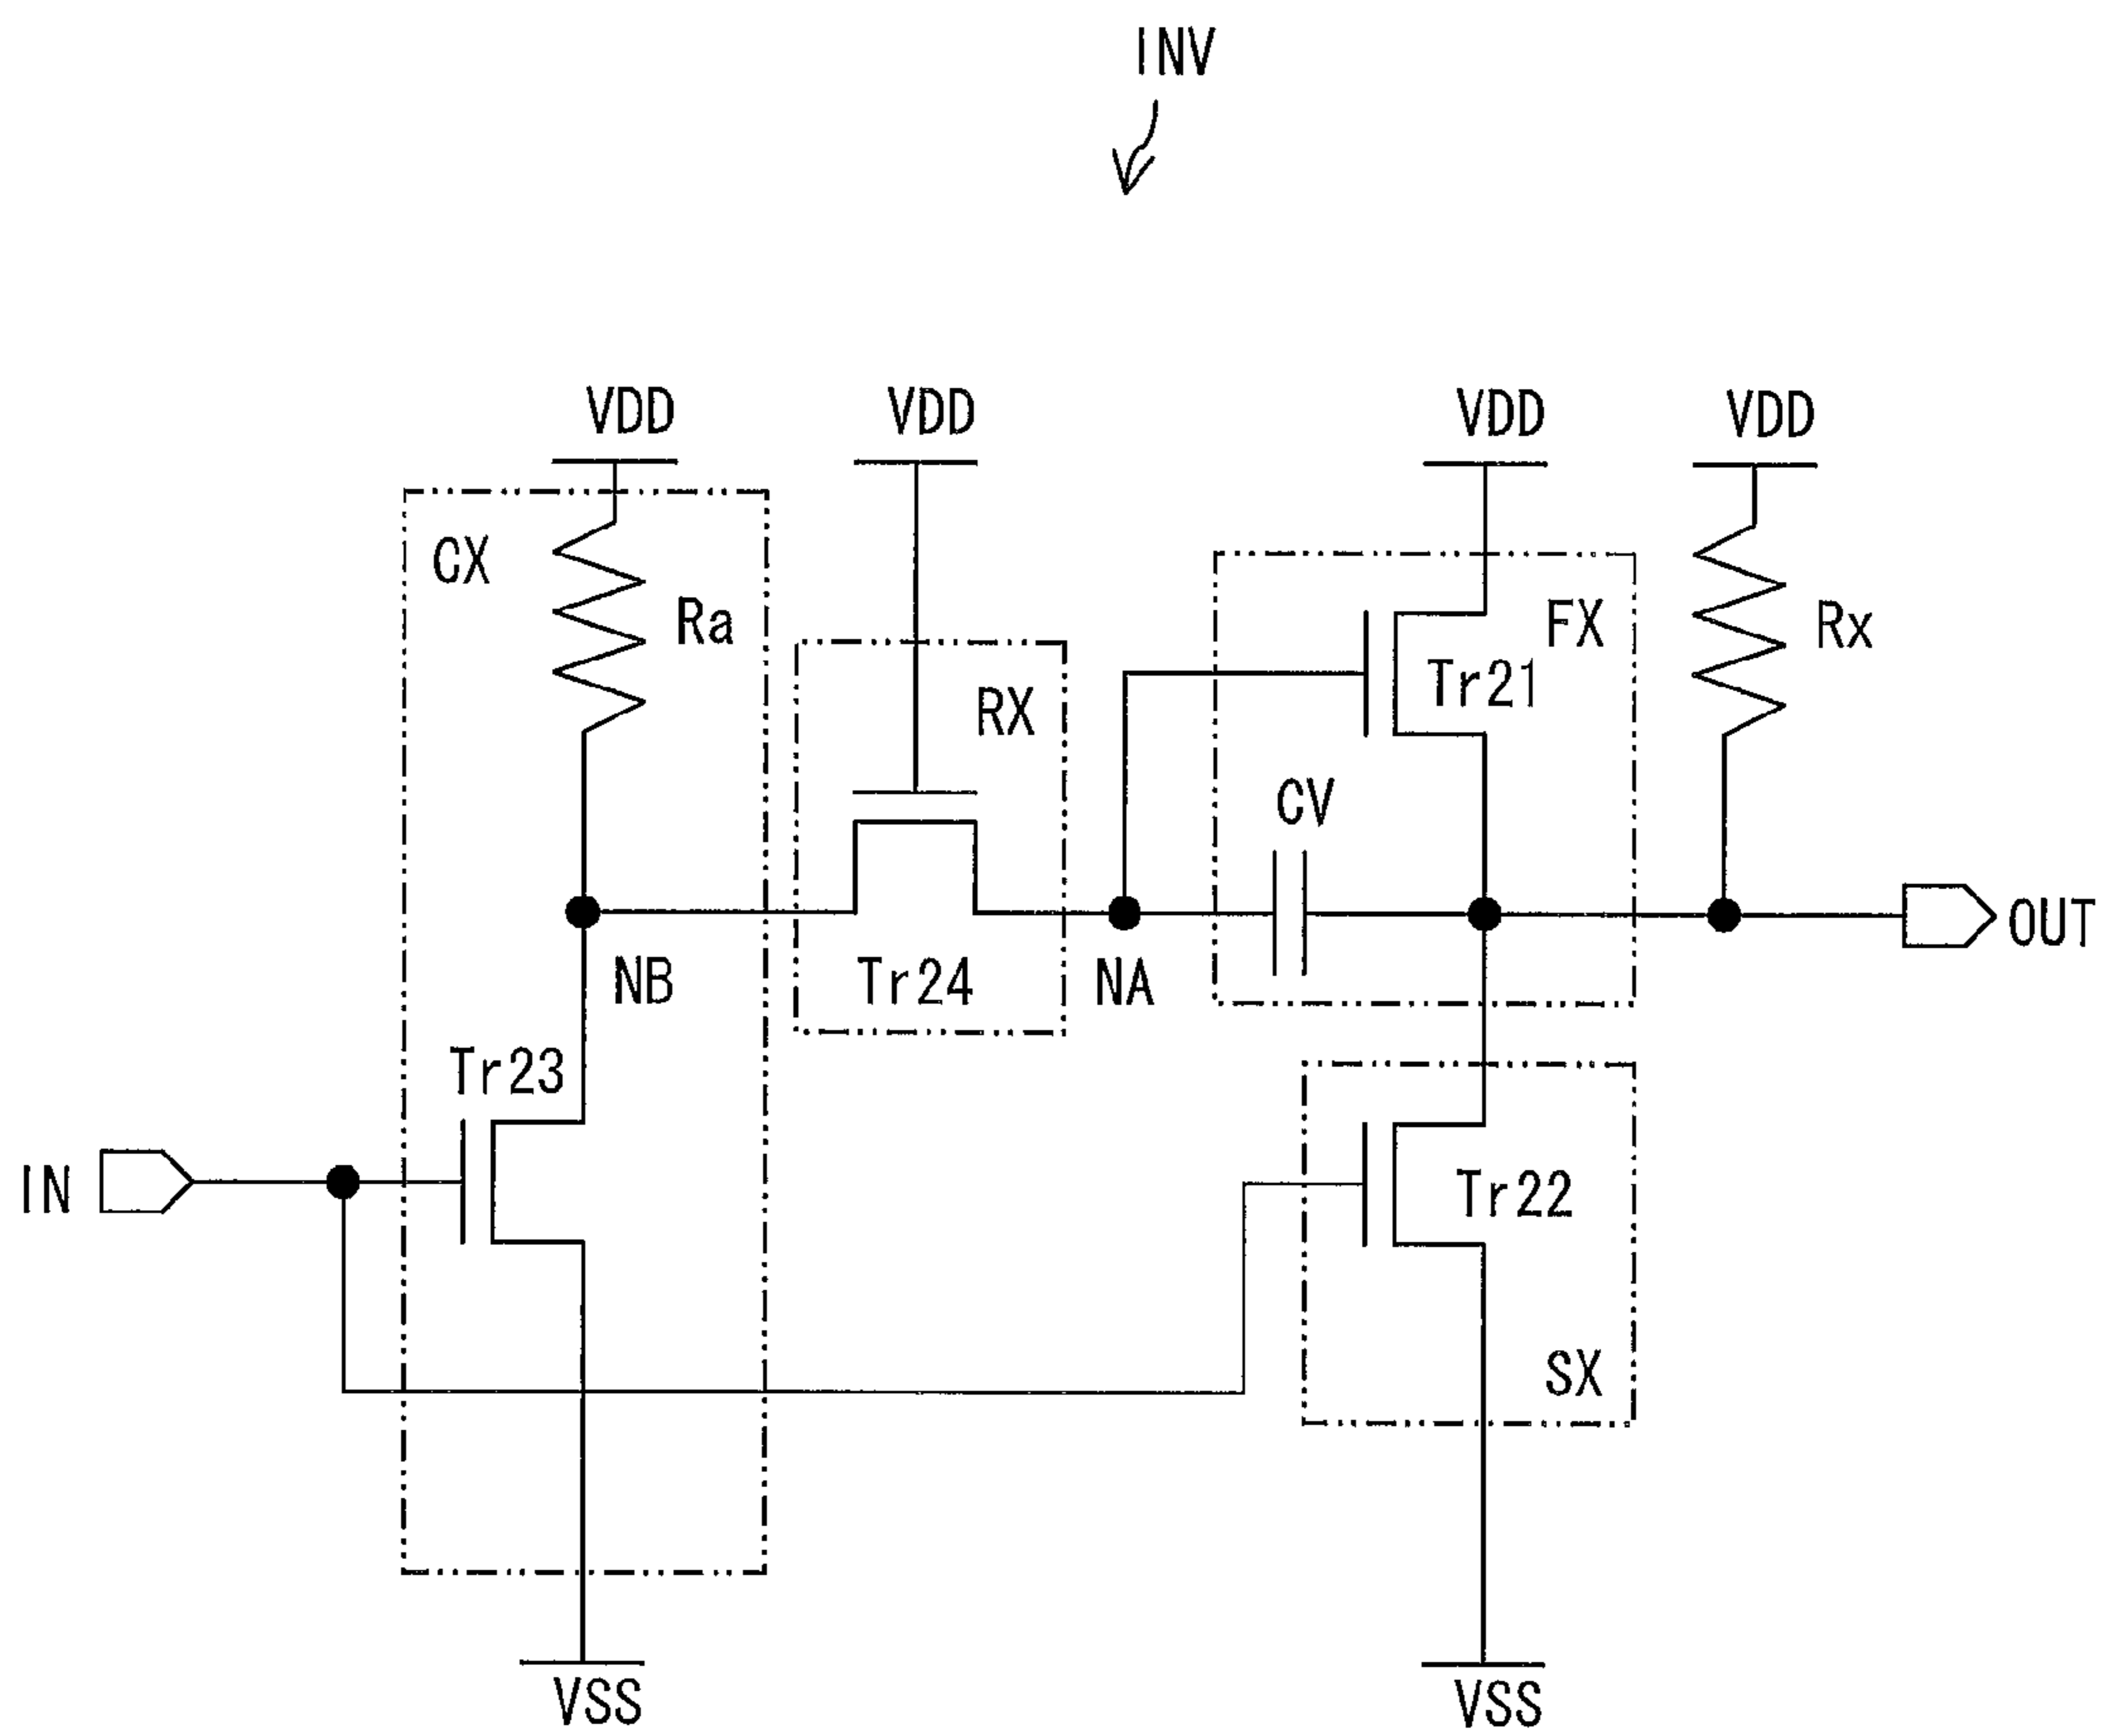 INV
VDD
VDD
VDD
VDD
CX
Ra
FX
Rx
Tr21
RX
CV
OUT
NB
Tr24
NA
Tr23
IN
Tr22
SX
VSS
VSS